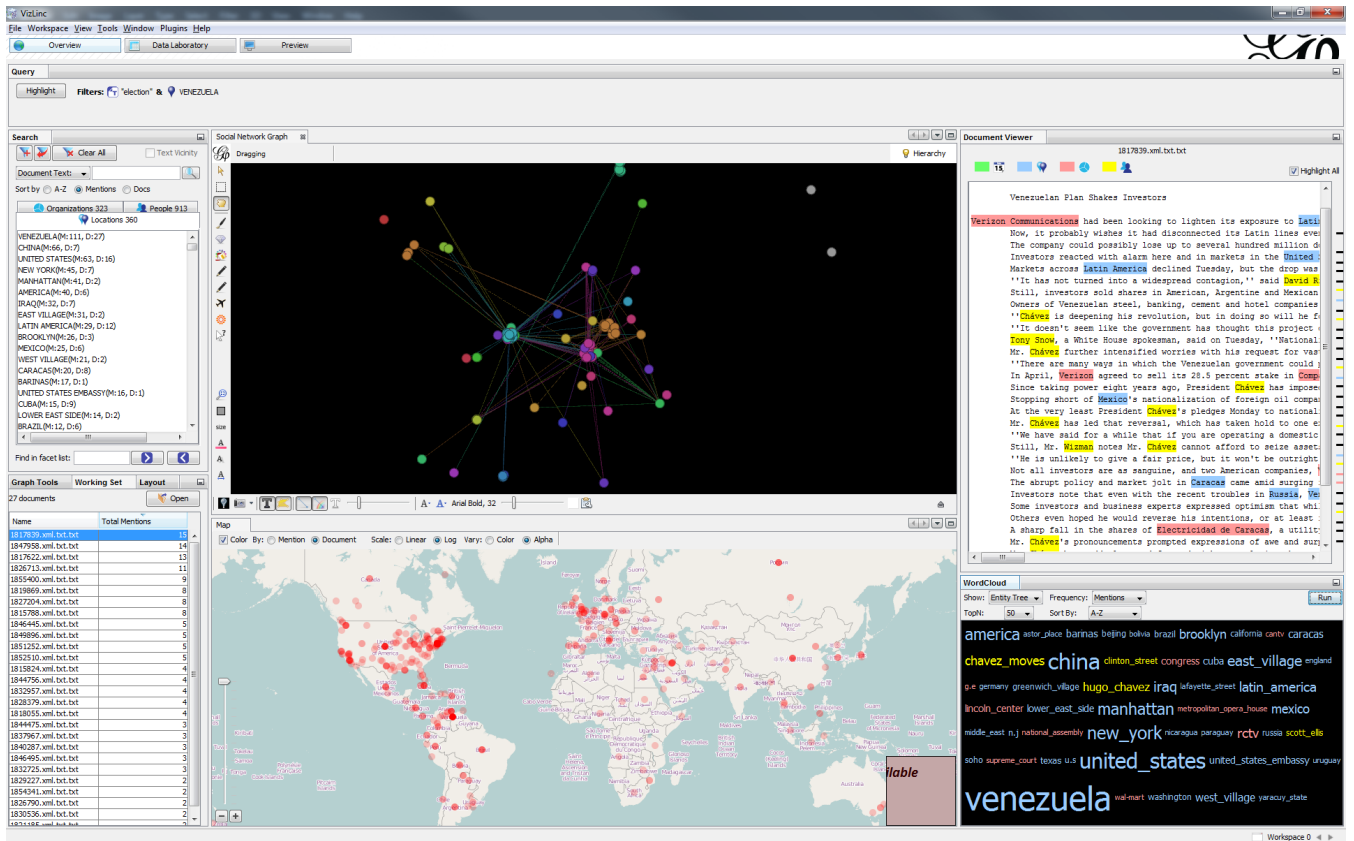 VizLinc
File Workspace View Tools Window Plugins Help
Overview Data Laboratory Preview
Query
Highlight Filters: "election" & VENEZUELA
Search
Clear All Text Vicinity
Document Text:
Sort by A-Z Mentions Docs
Organizations 323 People 913
Locations 360
VENEZUELA(M:111, D:27)
CHINA(M:66, D:7)
UNITED STATES(M:63, D:16)
NEW YORK(M:45, D:7)
MANHATTAN(M:41, D:2)
AMERICA(M:40, D:6)
IRAQ(M:32, D:7)
EAST VILLAGE(M:31, D:2)
LATIN AMERICA(M:29, D:12)
BROOKLYN(M:26, D:3)
MEXICO(M:25, D:6)
WEST VILLAGE(M:21, D:2)
CARACAS(M:20, D:8)
BARINAS(M:17, D:1)
UNITED STATES EMBASSY(M:16, D:1)
CUBA(M:15, D:9)
LOWER EAST SIDE(M:14, D:2)
BRAZIL(M:12, D:6)
Find in facet list:
Graph Tools Working Set Layout
27 documents Open
Name Total Mentions
1817839.xml.txt.txt 15
1847958.xml.txt.txt 14
1817622.xml.txt.txt 13
1826713.xml.txt.txt 11
1855400.xml.txt.txt 9
1819869.xml.txt.txt 8
1827204.xml.txt.txt 8
1815788.xml.txt.txt 8
1846445.xml.txt.txt 5
1849896.xml.txt.txt 5
1851252.xml.txt.txt 5
1852510.xml.txt.txt 5
1815824.xml.txt.txt 4
1844756.xml.txt.txt 4
1832957.xml.txt.txt 4
1828379.xml.txt.txt 4
1818055.xml.txt.txt 4
1844475.xml.txt.txt 3
1837967.xml.txt.txt 3
1840287.xml.txt.txt 3
1846495.xml.txt.txt 3
1832725.xml.txt.txt 3
1829227.xml.txt.txt 2
1854341.xml.txt.txt 2
1826790.xml.txt.txt 2
1830536.xml.txt.txt 2
Social Network Graph
Dragging Hierarchy
Arial Bold, 32
Map
Color By: Mention Document Scale: Linear Log Vary: Color Alpha
Canada
Bermuda
Australia
ilable
Document Viewer
1817839.xml.txt.txt
Highlight All
Venezuelan Plan Shakes Investors
Verizon Communications had been looking to lighten its exposure to Lati
Now, it probably wishes it had disconnected its Latin lines eve
The company could possibly lose up to several hundred million d
Investors reacted with alarm here and in markets in the United
Markets across Latin America declined Tuesday, but the drop was
''It has not turned into a widespread contagion,'' said David R
Still, investors sold shares in American, Argentine and Mexican
Owners of Venezuelan steel, banking, cement and hotel companies
''Chávez is deepening his revolution, but in doing so will he f
''It doesn't seem like the government has thought this project
Tony Snow, a White House spokesman, said on Tuesday, ''National
Mr. Chávez further intensified worries with his request for vas
''There are many ways in which the Venezuelan government could
In April, Verizon agreed to sell its 28.5 percent stake in Comp
Since taking power eight years ago, President Chávez has impose
Stopping short of Mexico's nationalization of foreign oil compa
At the very least President Chávez's pledges Monday to national
Mr. Chávez has led that reversal, which has taken hold to one e
''We have said for a while that if you are operating a domestic
Still, Mr. Wizman notes Mr. Chávez cannot afford to seize asset
''He is unlikely to give a fair price, but it won't be outright
Not all investors are as sanguine, and two American companies,
The abrupt policy and market jolt in Caracas came amid surging
Investors note that even with the recent troubles in Russia, Ve
Some investors and business experts expressed optimism that whi
Others even hoped he would reverse his intentions, or at least
A sharp fall in the shares of Electricidad de Caracas, a utilit
Mr. Chávez's pronouncements prompted expressions of awe and sur
WordCloud
Show: Entity Tree Frequency: Mentions Run
TopN: 50 Sort By: A-Z
america astor_place barinas beijing bolivia brazil brooklyn california cantv caracas
chavez_moves china clinton_street congress cuba east_village england
g.e germany greenwich_village hugo_chavez iraq lafayette_street latin_america
lincoln_center lower_east_side manhattan metropolitan_opera_house mexico
middle_east n.j national_assembly new_york nicaragua paraguay rctv russia scott_ellis
soho supreme_court texas u.s united_states united_states_embassy uruguay
venezuela wal-mart washington west_village yaracuy_state
Workspace 0